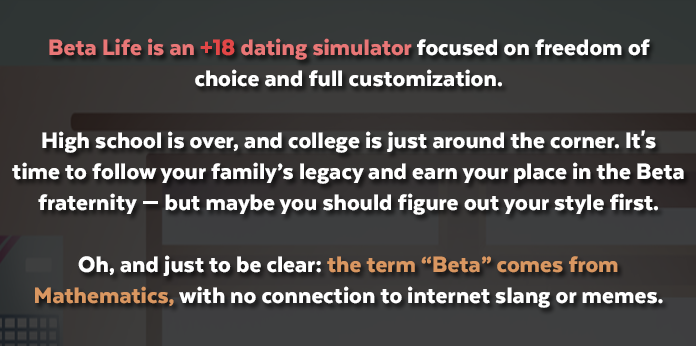 Beta Life is an +18 dating simulator focused on freedom of
choice and full customization.
High school is over, and college is just around the corner. It's
time to follow your family’s legacy and earn your place in the Beta
fraternity — but maybe you should figure out your style first.
Oh, and just to be clear: the term “Beta” comes from
Mathematics, with no connection to internet slang or memes.